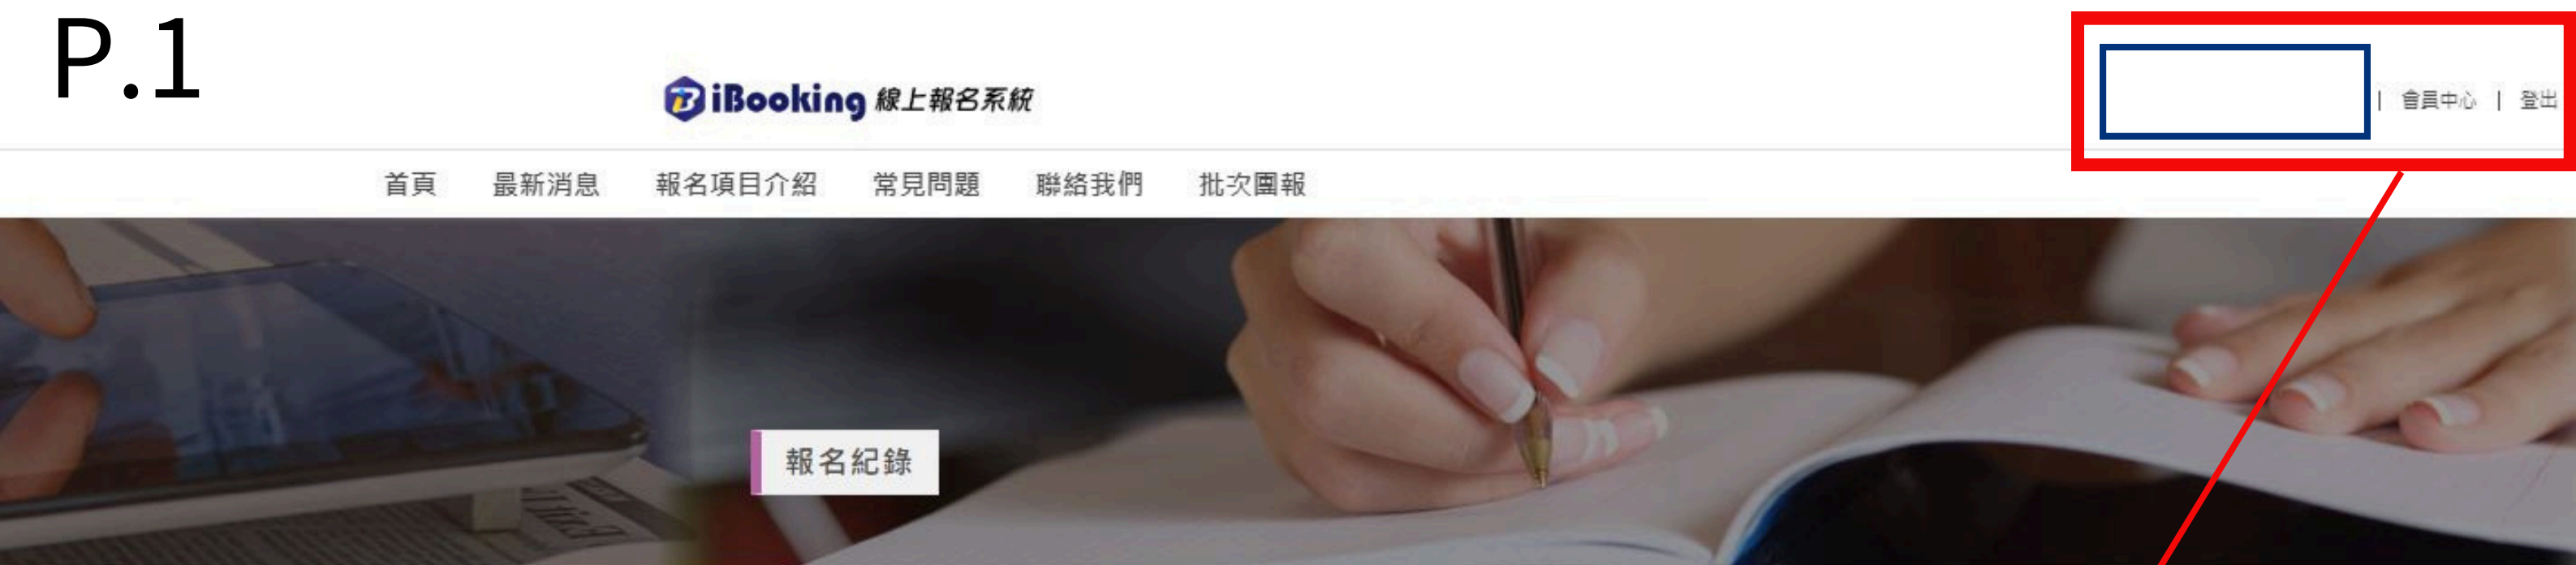 P.1
iBooking 線上報名系統
| 會員中心 | 登出
首頁 最新消息 報名項目介紹 常見問題 聯絡我們 批次團報
報名紀錄